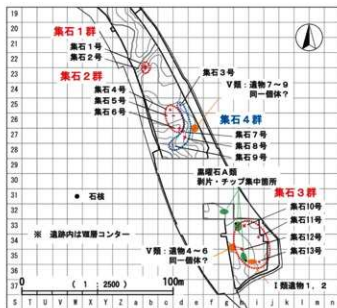 19
20
21
22
23
24
25
26
27
28
31
32
33
34
35
36
37
集石1群
集石1号
集石2号
集石2群
集石4号
集石5号
集石6号
集石3号
Ⅴ類：遺物7～9
同一個体？
集石4群
集石7号
集石8号
集石9号
黒曜石A類
剥片・チップ集中箇所
集石3群
集石10号
集石11号
集石12号
集石13号
● 石核
※ 遺跡内は
層コンター
Ⅴ類：遺物4～6
同一個体？
(1：2500)
100m
Ⅰ類遺物1，2
S T U V W X Y Z a b c d e f g h i j k l m n